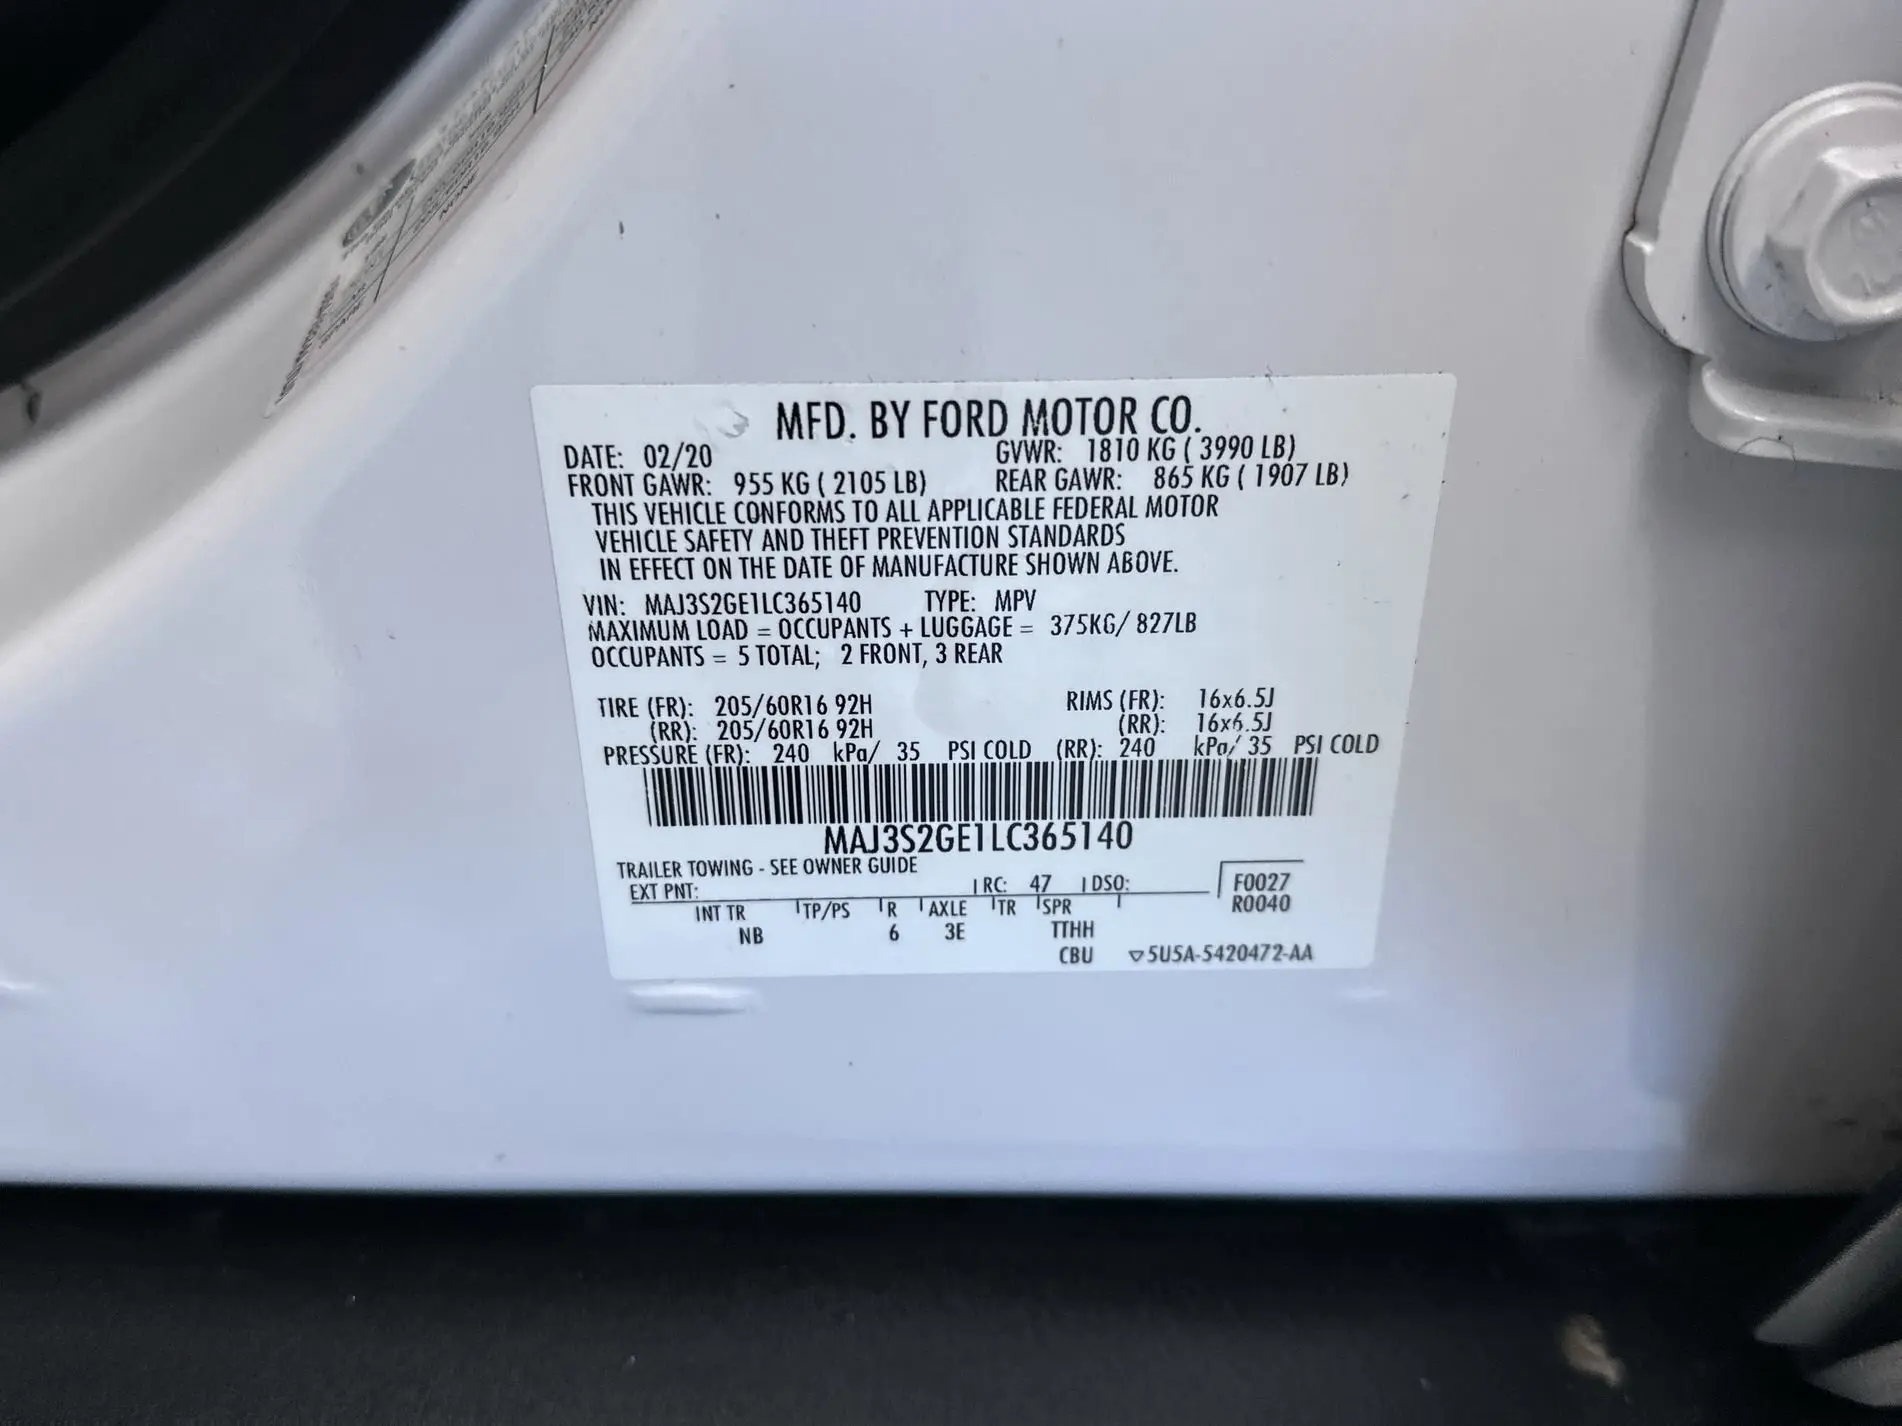 NONE
MFD. BY FORD MOTOR CO.
DATE: 02/20 GVWR: 1810 KG ( 3990 LB)
FRONT GAWR: 955 KG ( 2105 LB) REAR GAWR: 865 KG ( 1907 LB)
THIS VEHICLE CONFORMS TO ALL APPLICABLE FEDERAL MOTOR
VEHICLE SAFETY AND THEFT PREVENTION STANDARDS
IN EFFECT ON THE DATE OF MANUFACTURE SHOWN ABOVE.
VIN: MAJ3S2GE1LC365140 TYPE: MPV
MAXIMUM LOAD = OCCUPANTS + LUGGAGE = 375KG/ 827LB
OCCUPANTS = 5 TOTAL; 2 FRONT, 3 REAR
TIRE (FR): 205/60R16 92H RIMS (FR): 16x6.5J
(RR): 205/60R16 92H (RR): 16x6.5J
PRESSURE (FR): 240 kPa/ 35 PSI COLD (RR): 240 kPa/ 35 PSI COLD
MAJ3S2GE1LC365140
TRAILER TOWING - SEE OWNER GUIDE
EXT PNT: RC: 47 DSO: F0027
INT TR TP/PS R AXLE TR SPR R0040
NB 6 3E TTHH
CBU ▽5U5A-5420472-AA